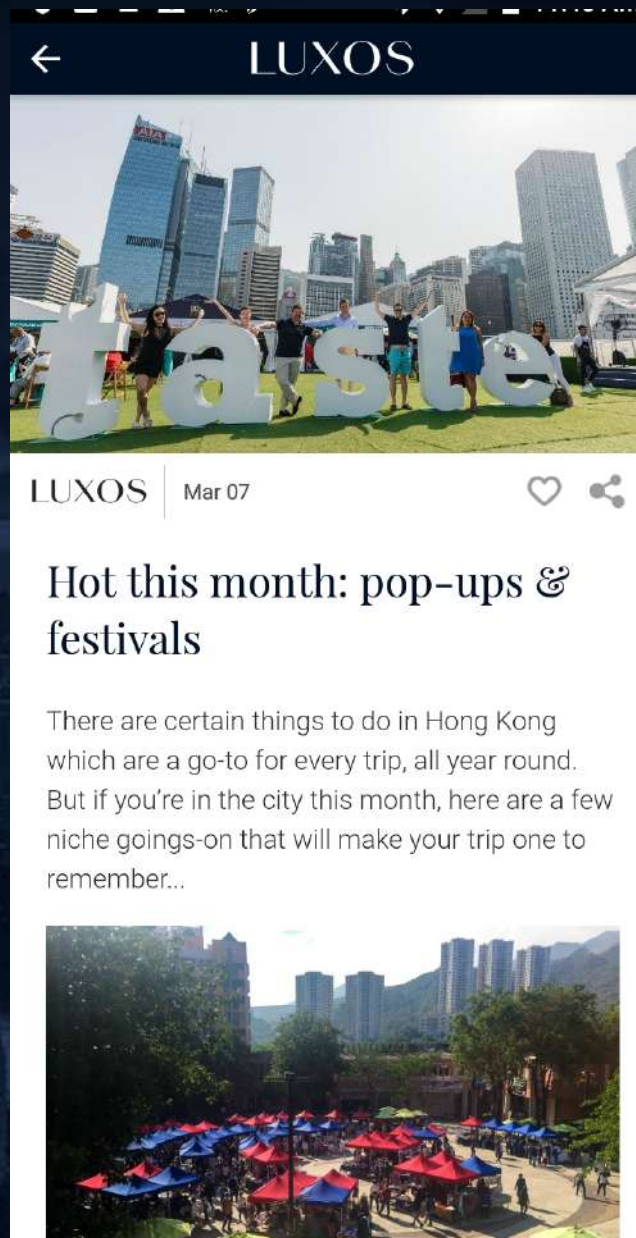 LUXOS
AIA
taste
LUXOS
Mar 07
Hot this month: pop-ups &
festivals
There are certain things to do in Hong Kong
which are a go-to for every trip, all year round.
But if you’re in the city this month, here are a few
niche goings-on that will make your trip one to
remember...